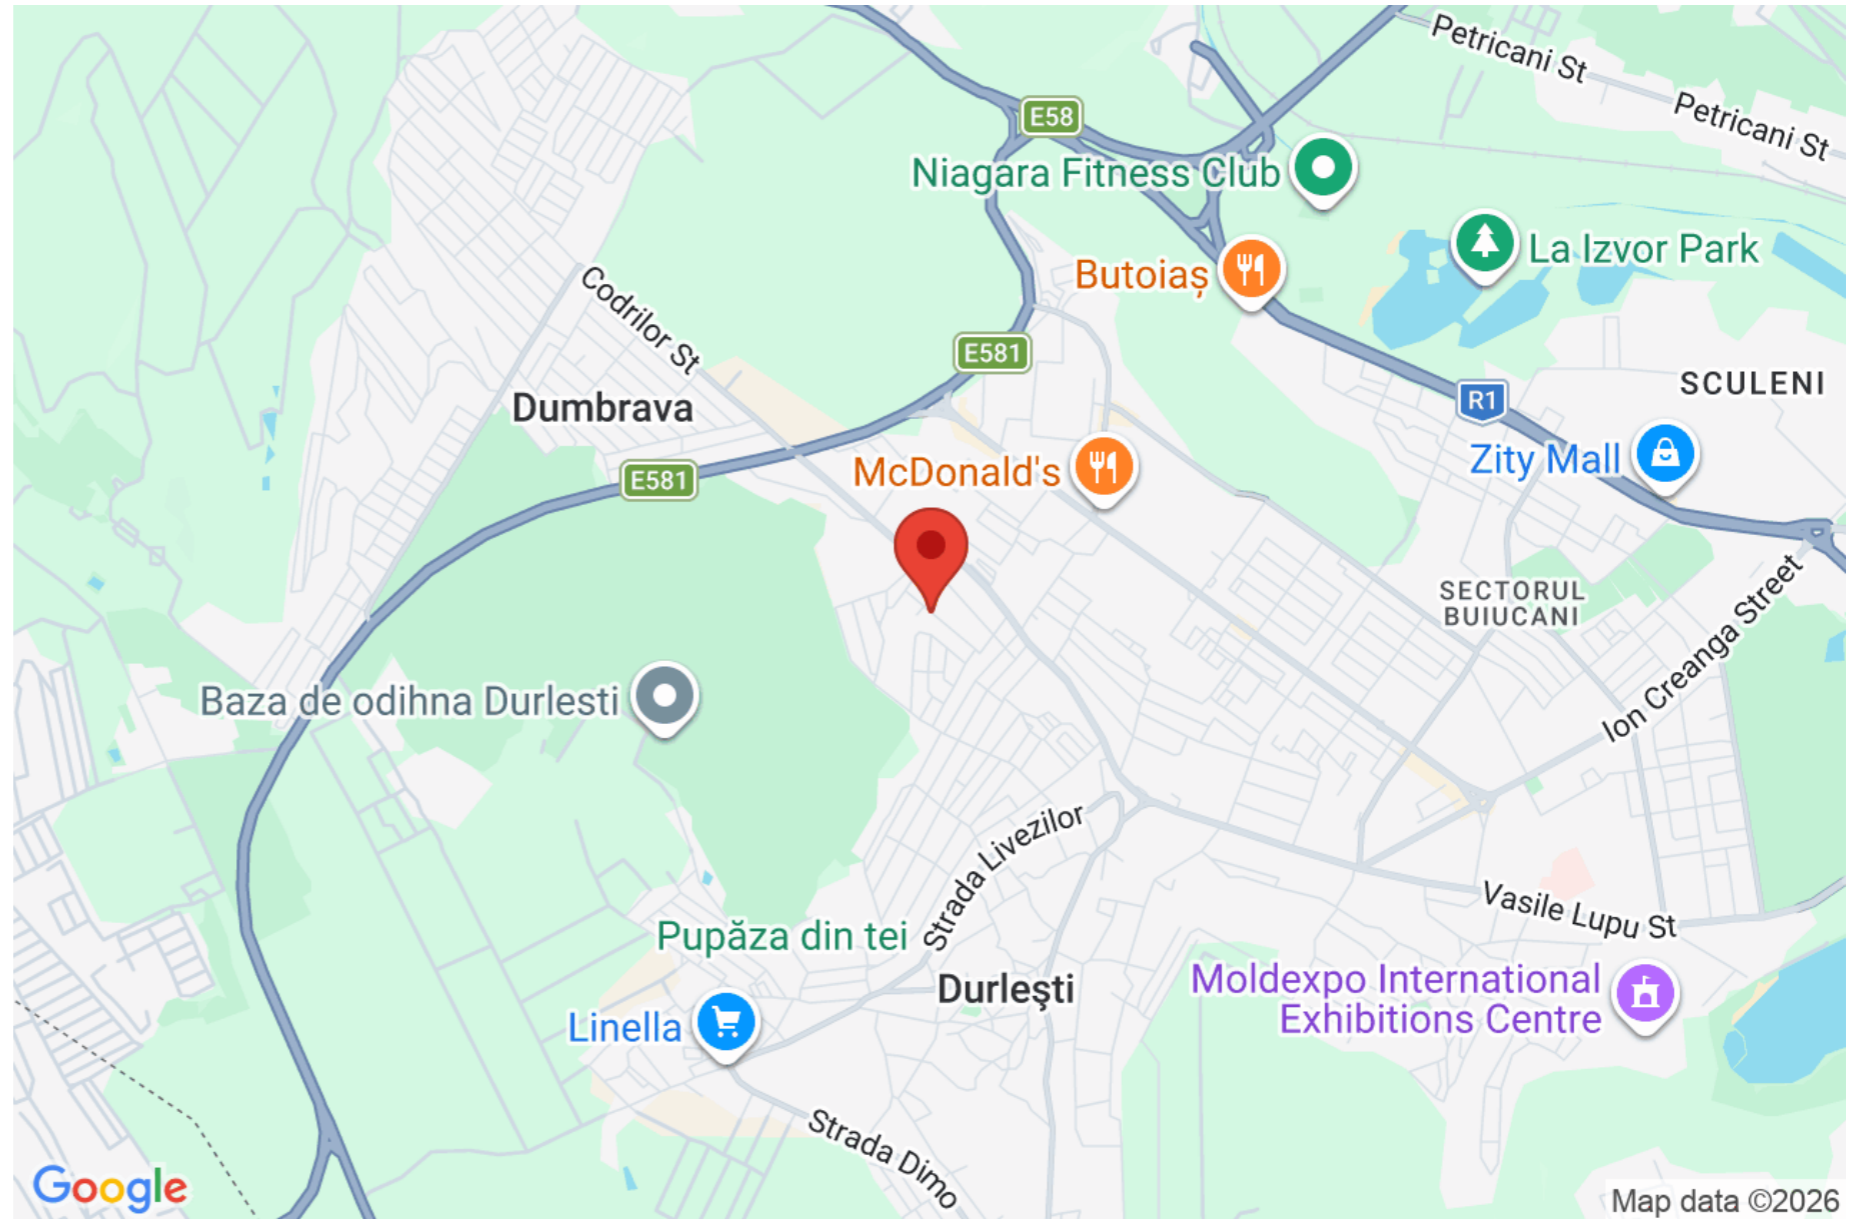 Petricani St
Petricani St
E58
Niagara Fitness Club
La Izvor Park
Butoiaș
Codrilor St
E581
SCULENI
R1
Dumbrava
Zity Mall
McDonald's
E581
SECTORUL
BUIUCANI
Ion Creanga Street
Baza de odihna Durlesti
Strada Livezilor
Vasile Lupu St
Pupăza din tei
Durleşti
Moldexpo International
Exhibitions Centre
Linella
Strada Dimo
Google
Map data ©2026